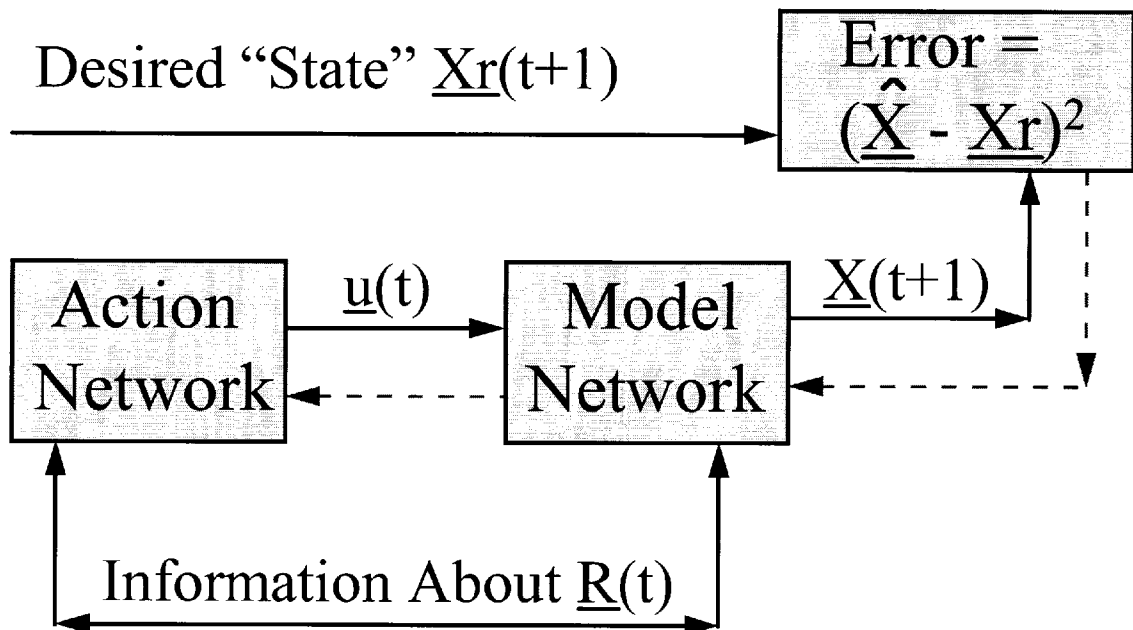 Desired “State” Xr(t+1)
Error =
(X̂ - Xr)²
Action
Network
u(t)
Model
Network
X(t+1)
Information About R(t)